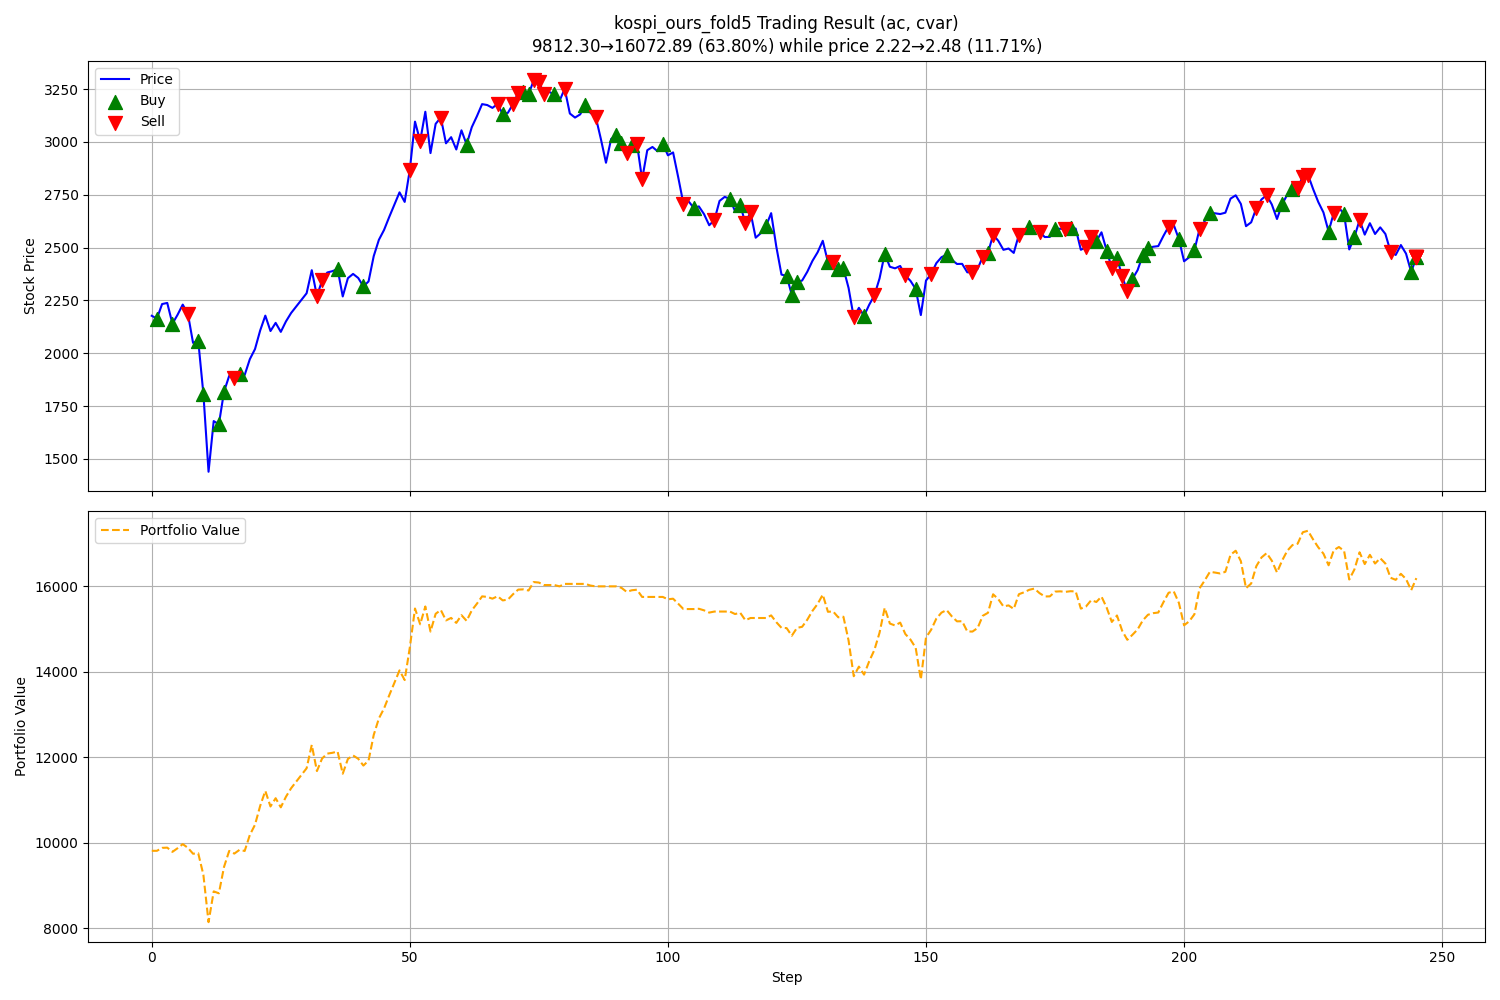 kospi_ours_fold5 Trading Result (ac, cvar)
9812.30→16072.89 (63.80%) while price 2.22→2.48 (11.71%)
Price
Buy
Sell
Stock Price
3250
3000
2750
2500
2250
2000
1750
1500
Portfolio Value
Portfolio Value
16000
14000
12000
10000
8000
0
50
100
150
200
250
Step